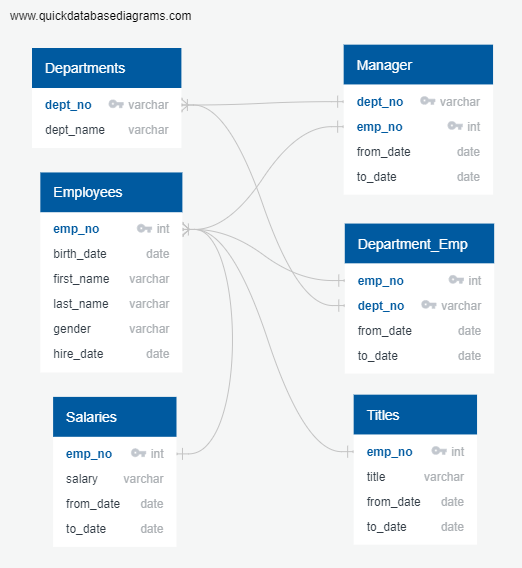 www.quickdatabasediagrams.com
Departments
dept_no varchar
dept_name varchar
Manager
dept_no varchar
emp_no int
from_date date
to_date date
Employees
emp_no int
birth_date date
first_name varchar
last_name varchar
gender varchar
hire_date date
Department_Emp
emp_no int
dept_no varchar
from_date date
to_date date
Salaries
emp_no int
salary varchar
from_date date
to_date date
Titles
emp_no int
title varchar
from_date date
to_date date